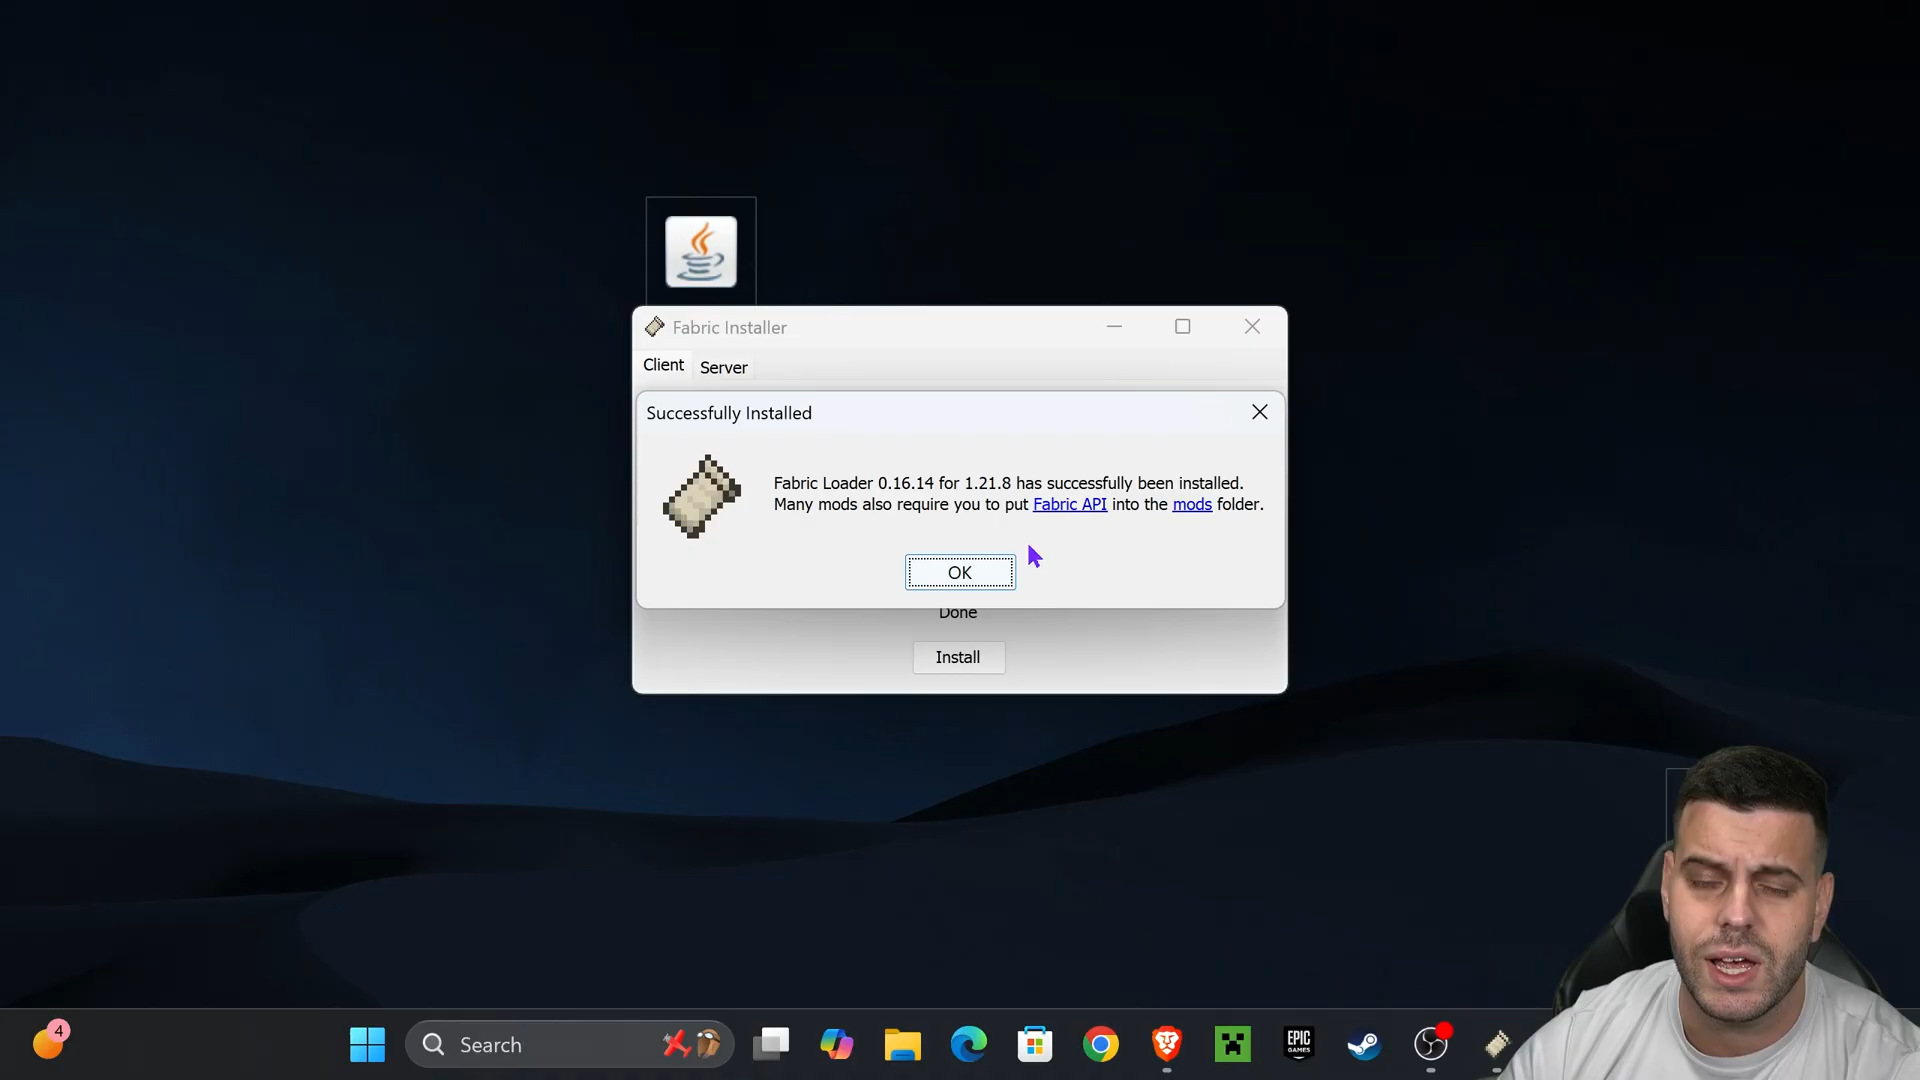 Fabric Installer
Client
Server
Successfully Installed
Fabric Loader 0.16.14 for 1.21.8 has successfully been installed.
Many mods also require you to put Fabric API into the mods folder.
OK
Done
Install
4
Search
EPIC
GAMES